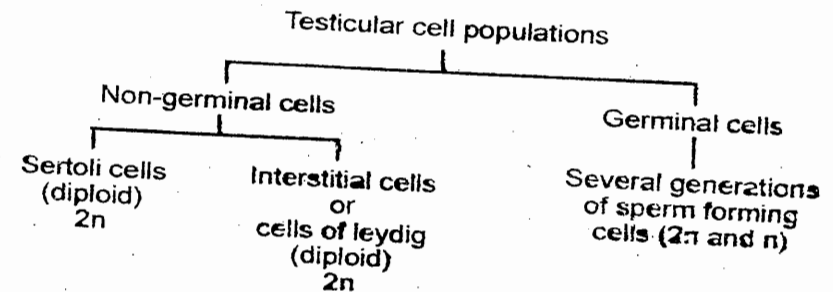 Testicular cell populations
Non-germinal cells
Germinal cells
Sertoli cells
(diploid)
2n
Interstitial cells
or
cells of leydig
(diploid)
2n
Several generations
of sperm forming
cells (2n and n)